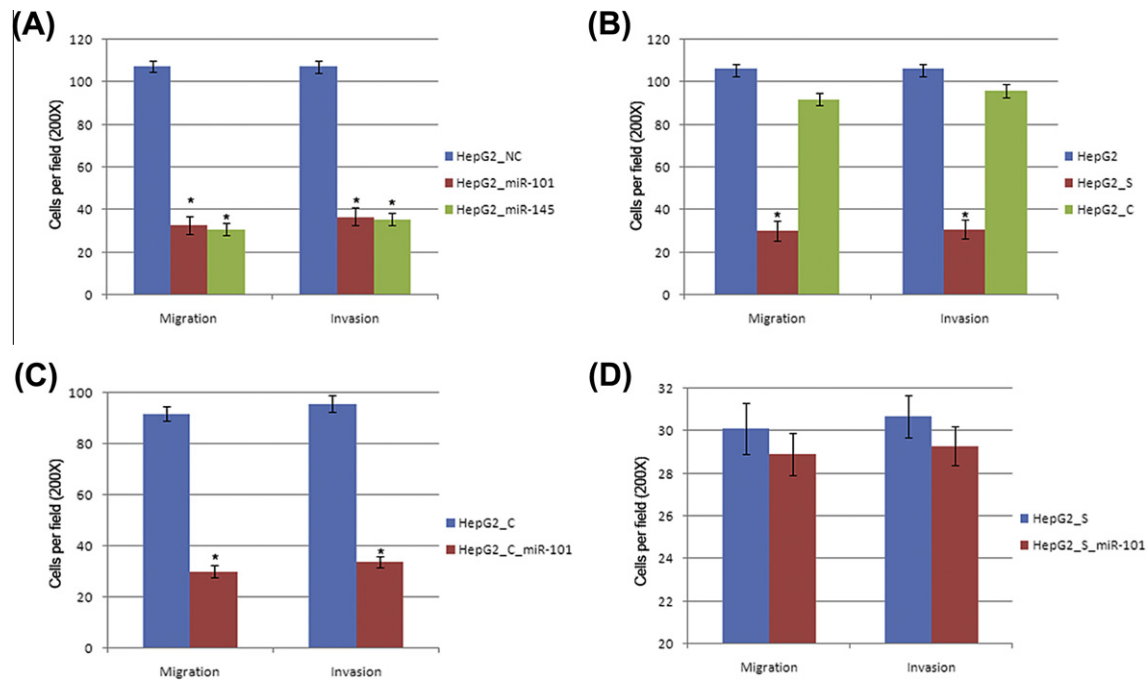 (A)
120
100
80
60
40
20
0
Cells per field (200X)
*
*
*
*
Migration
Invasion
HepG2_NC
HepG2_miR-101
HepG2_miR-145
(B)
120
100
80
60
40
20
0
Cells per field (200X)
*
*
Migration
Invasion
HepG2
HepG2_S
HepG2_C
(C)
100
80
60
40
20
0
Cells per field (200X)
*
*
Migration
Invasion
HepG2_C
HepG2_C_miR-101
(D)
32
30
28
26
24
22
20
Cells per field (200X)
Migration
Invasion
HepG2_S
HepG2_S_miR-101